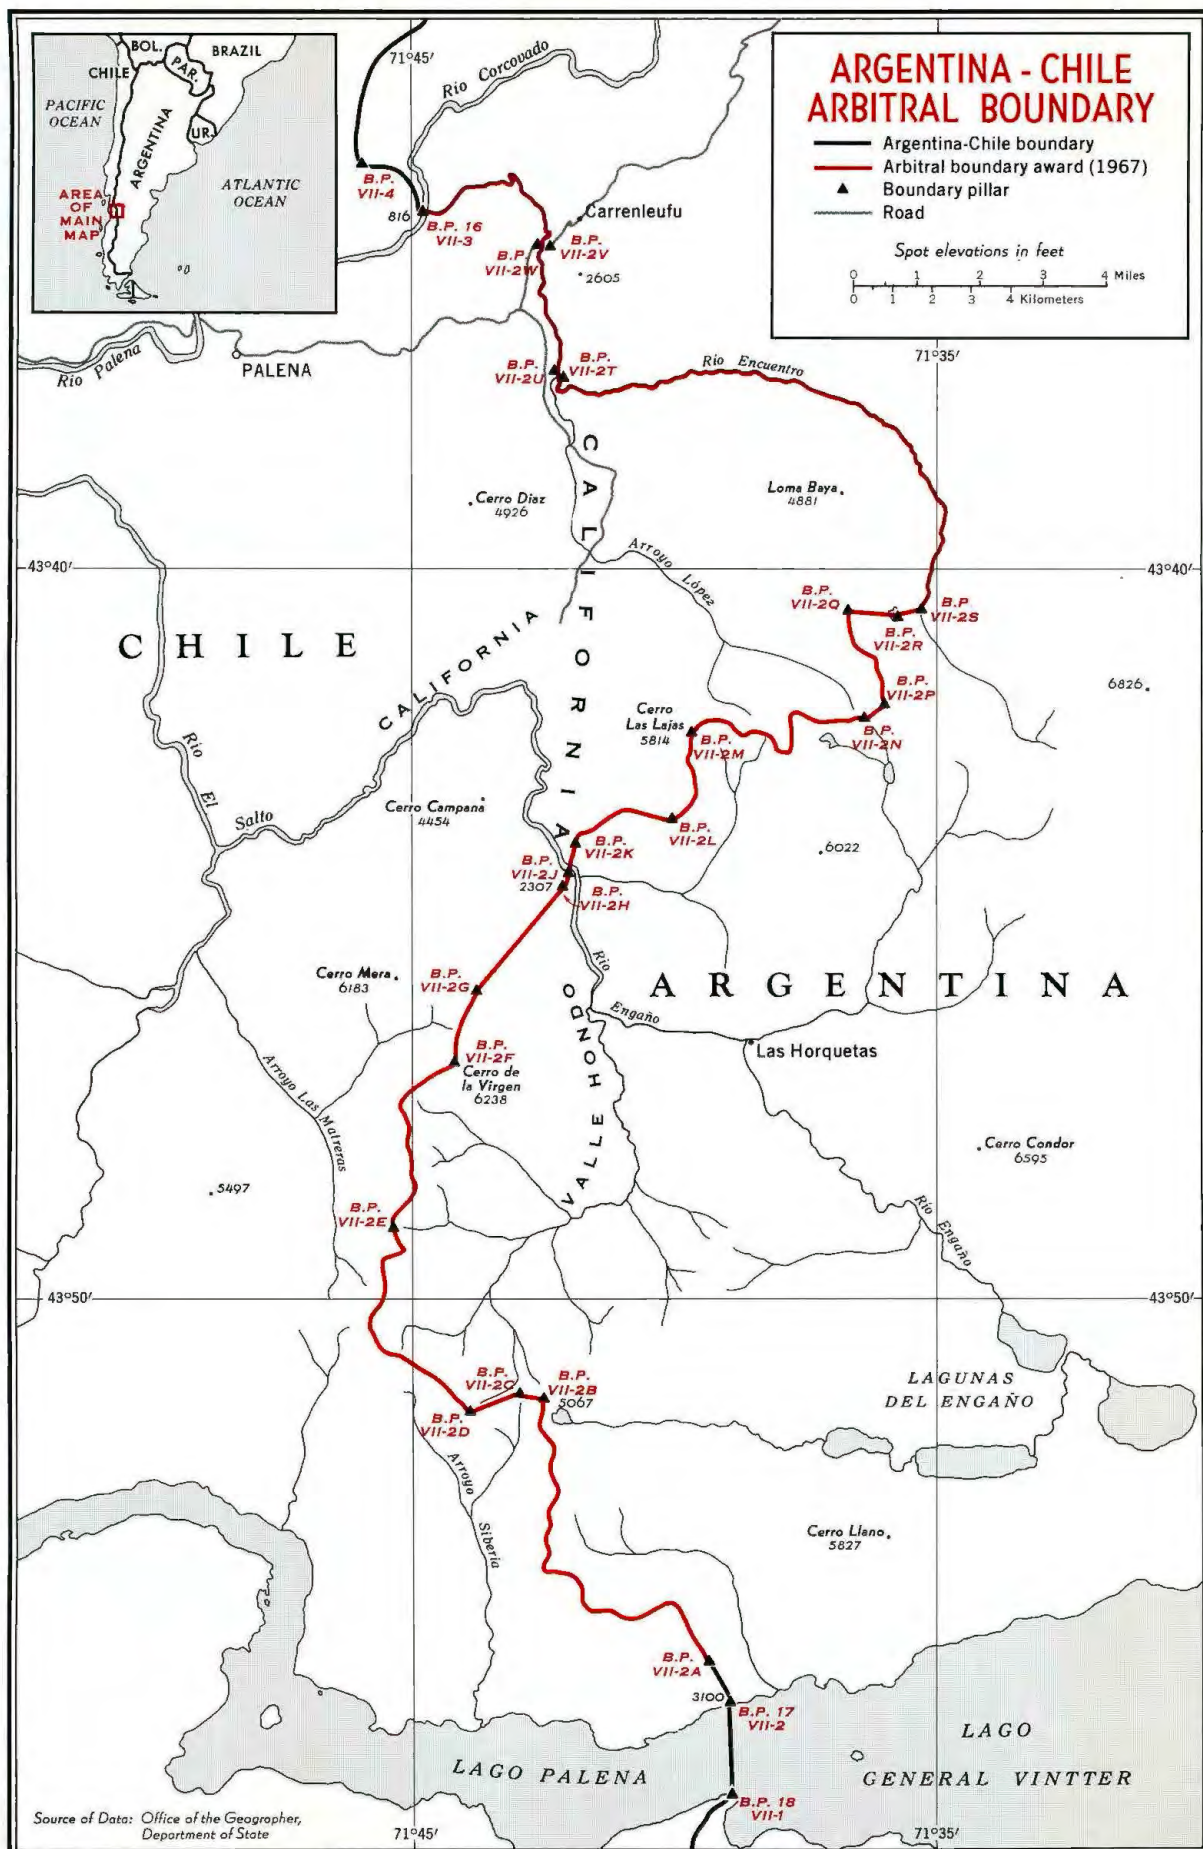 BOL.
BRAZIL
CHILE
PAR.
PACIFIC
OCEAN
ARGENTINA
UR.
ATLANTIC
OCEAN
AREA
OF
MAIN
MAP
71°45'
Rio Corcovado
ARGENTINA - CHILE
ARBITRAL BOUNDARY
Argentina-Chile boundary
Arbitral boundary award (1967)
Boundary pillar
Road
Spot elevations in feet
0 1 2 3 4 Miles
0 1 2 3 4 Kilometers
B.P.
VII-4
816
B.P. 16
VII-3
Carrenleufu
B.P.
VII-2W
B.P.
VII-2V
2605
Rio Palena
PALENA
B.P.
VII-2U
B.P.
VII-2T
Rio Encuentro
71°35'
CALIFORNIA
Cerro Diaz
4926
Loma Baya
4881
Arroyo López
43°40'
43°40'
B.P.
VII-2Q
B.P
VII-2S
B.P.
VII-2R
CHILE
CALIFORNIA
B.P.
VII-2P
6826
Cerro
Las Lajas
5814
B.P.
VII-2M
B.P.
VII-2N
Rio El
Salto
Cerro Campana
4454
B.P.
VII-2L
B.P.
VII-2K
6022
B.P.
VII-2J
2307
B.P.
VII-2H
Cerro Mera
6183
B.P.
VII-2G
Rio
Engaño
ARGENTINA
VALLE HONDO
Las Horquetas
B.P.
VII-2F
Cerro de
la Virgen
6238
Arroyo Las Matreras
Cerro Condor
6595
5497
B.P.
VII-2E
Rio Engaño
43°50'
43°50'
B.P.
VII-2C
B.P.
VII-2B
5067
LAGUNAS
DEL ENGAÑO
B.P.
VII-2D
Arroyo
Siberia
Cerro Llano
5827
B.P.
VII-2A
3100
B.P. 17
VII-2
LAGO PALENA
LAGO
GENERAL VINTTER
B.P. 18
VII-1
Source of Data: Office of the Geographer,
Department of State
71°45'
71°35'